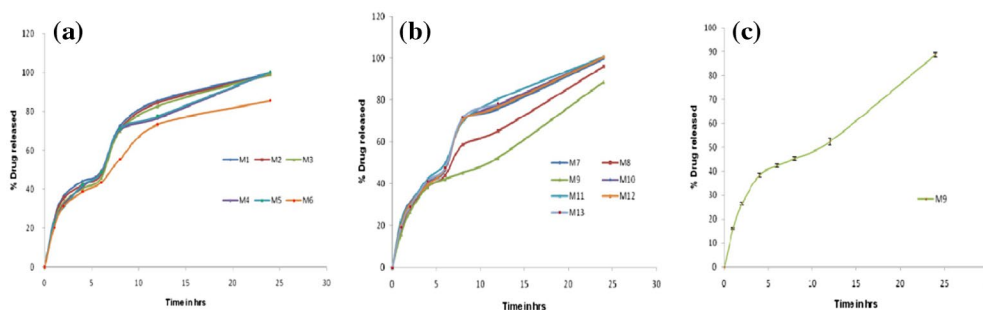 (a)
120
100
80
60
40
20
0
% Drug released
M1 M2 M3
M4 M5 M6
0 5 10 15 20 25 30
Time in hrs
(b)
120
100
80
60
40
20
0
% Drug released
M7 M8
M9 M10
M11 M12
M13
0 5 10 15 20 25 30
Time in hrs
(c)
100
90
80
70
60
50
40
30
20
10
0
% Drug released
M9
0 5 10 15 20 25
Time in hrs